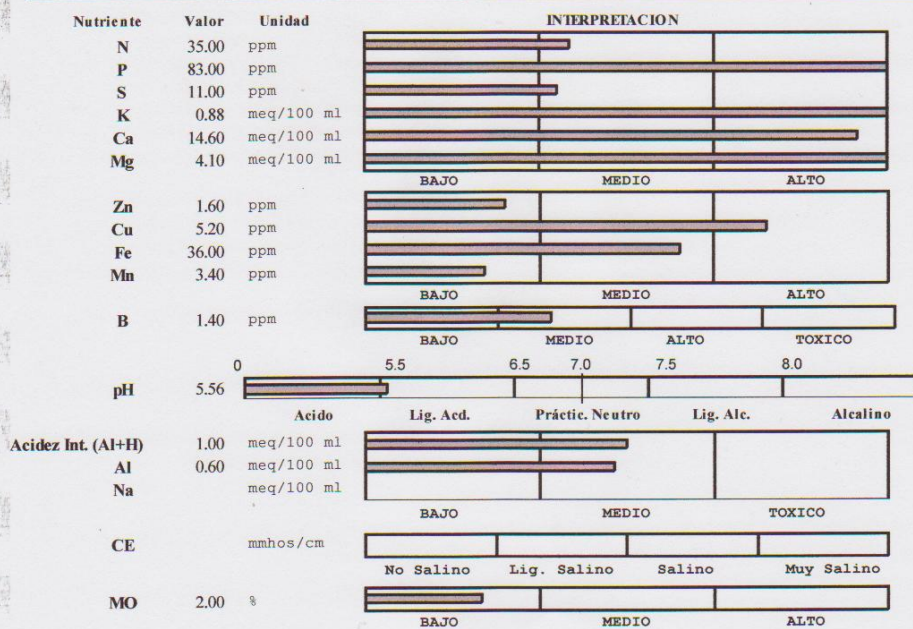 Nutriente Valor Unidad INTERPRETACION
N 35.00 ppm
P 83.00 ppm
S 11.00 ppm
K 0.88 meq/100 ml
Ca 14.60 meq/100 ml
Mg 4.10 meq/100 ml
BAJO MEDIO ALTO
Zn 1.60 ppm
Cu 5.20 ppm
Fe 36.00 ppm
Mn 3.40 ppm
BAJO MEDIO ALTO
B 1.40 ppm
BAJO MEDIO ALTO TOXICO
0 5.5 6.5 7.0 7.5 8.0
pH 5.56
Acido Lig. Acd. Práctic. Neutro Lig. Alc. Alcalino
Acidez Int. (Al+H) 1.00 meq/100 ml
Al 0.60 meq/100 ml
Na meq/100 ml
BAJO MEDIO TOXICO
CE mmhos/cm
No Salino Lig. Salino Salino Muy Salino
MO 2.00 %
BAJO MEDIO ALTO